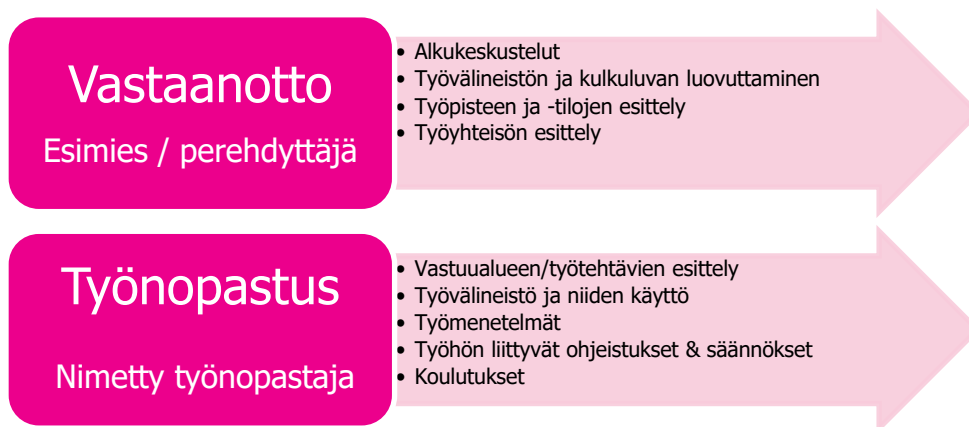 Vastaanotto
Esimies / perehdyttäjä
• Alkukeskustelut
• Työvälineistön ja kulkuluvan luovuttaminen
• Työpisteen ja -tilojen esittely
• Työyhteisön esittely
Työnopastus
Nimetty työnopastaja
• Vastuualueen/työtehtävien esittely
• Työvälineistö ja niiden käyttö
• Työmenetelmät
• Työhön liittyvät ohjeistukset & säännökset
• Koulutukset